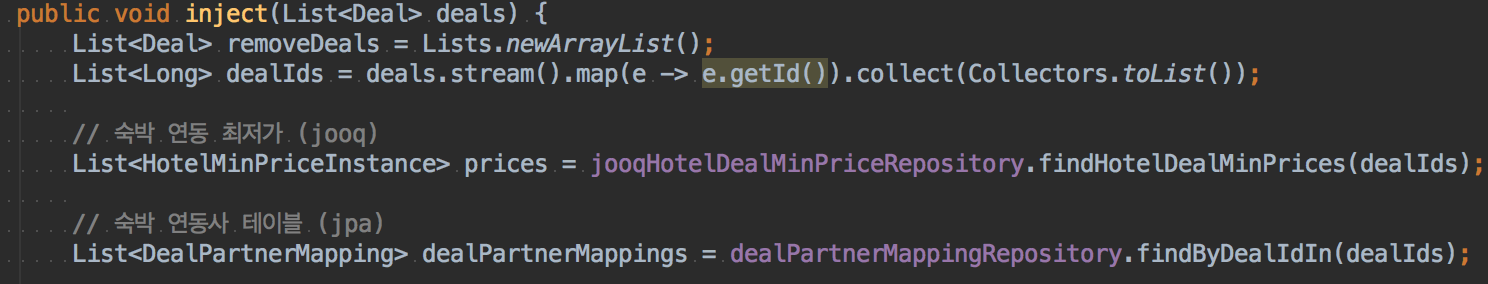 public void inject(List<Deal> deals) {
List<Deal> removeDeals = Lists.newArrayList();
List<Long> dealIds = deals.stream().map(e -> e.getId()).collect(Collectors.toList());
// 숙박 연동 최저가 (jooq)
List<HotelMinPriceInstance> prices = jooqHotelDealMinPriceRepository.findHotelDealMinPrices(dealIds);
// 숙박 연동사 테이블 (jpa)
List<DealPartnerMapping> dealPartnerMappings = dealPartnerMappingRepository.findByDealIdIn(dealIds);